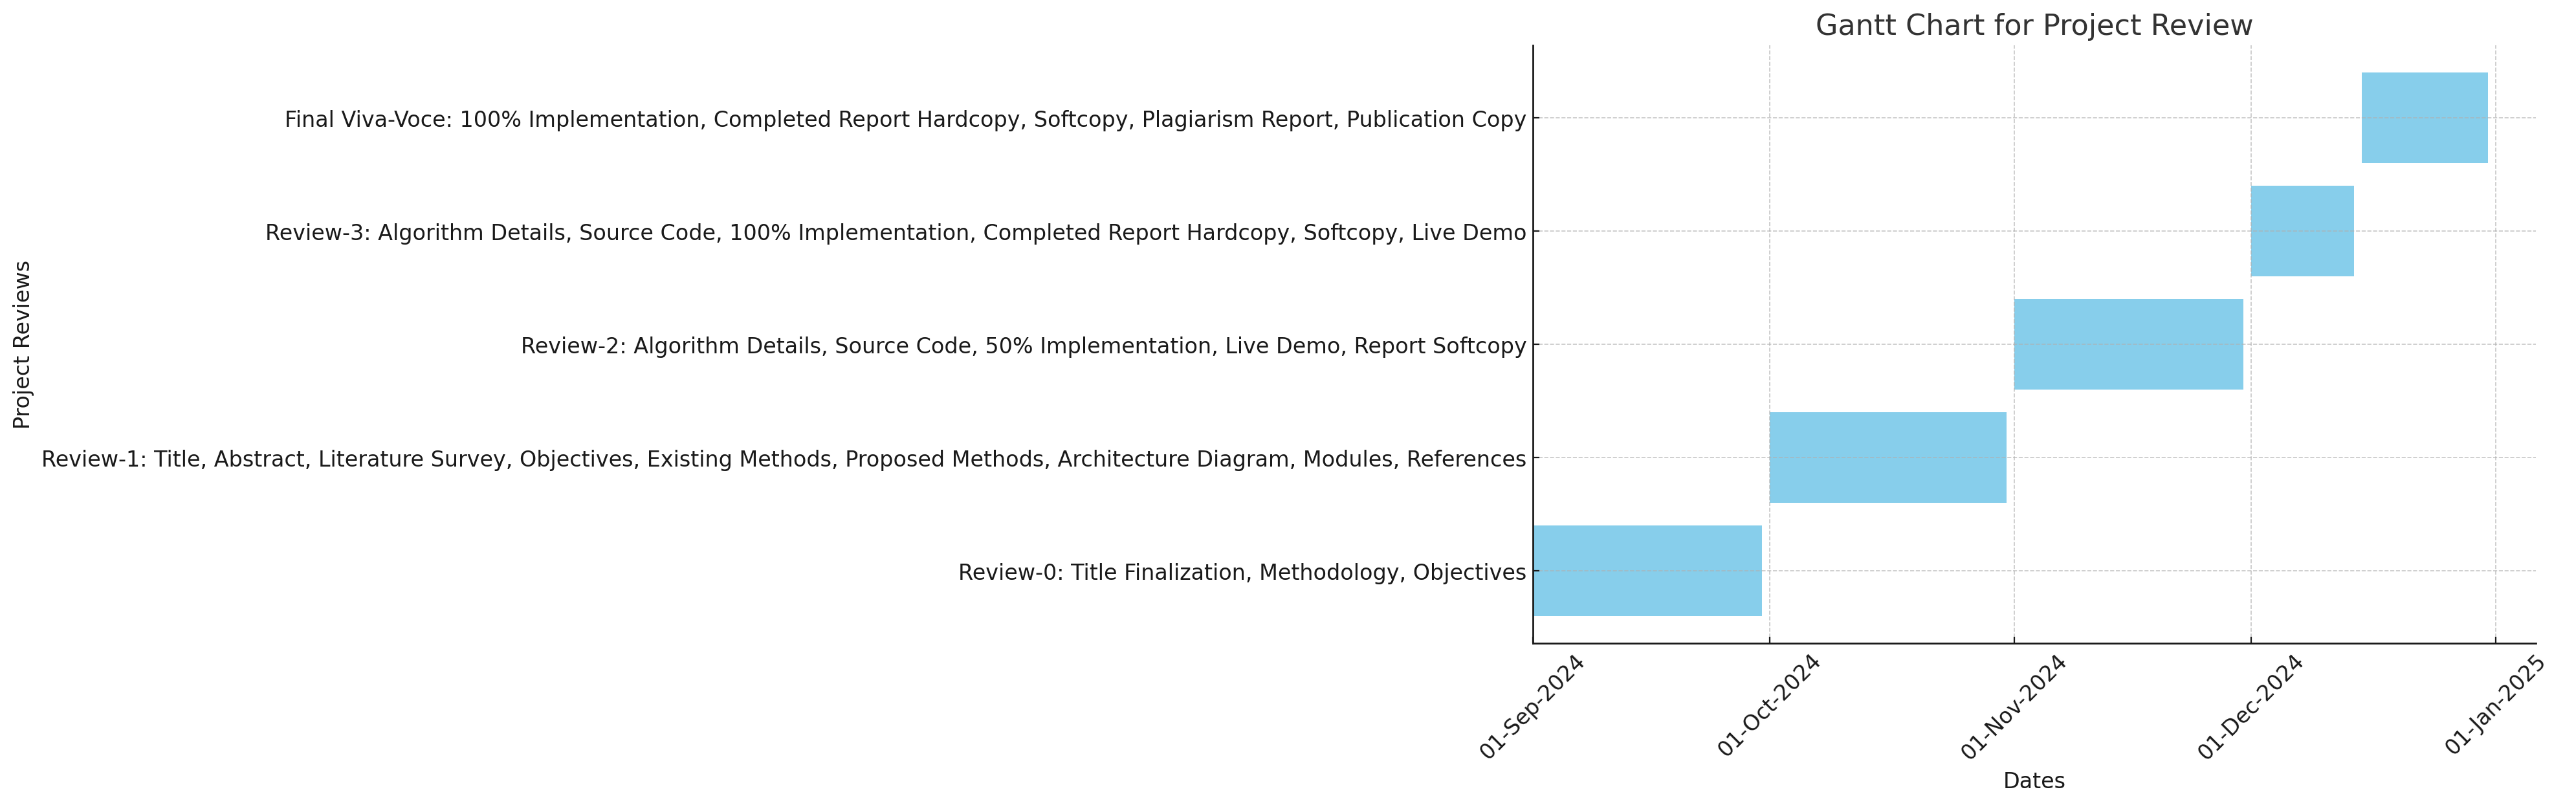 Gantt Chart for Project Review
Project Reviews
Final Viva-Voce: 100% Implementation, Completed Report Hardcopy, Softcopy, Plagiarism Report, Publication Copy
Review-3: Algorithm Details, Source Code, 100% Implementation, Completed Report Hardcopy, Softcopy, Live Demo
Review-2: Algorithm Details, Source Code, 50% Implementation, Live Demo, Report Softcopy
Review-1: Title, Abstract, Literature Survey, Objectives, Existing Methods, Proposed Methods, Architecture Diagram, Modules, References
Review-0: Title Finalization, Methodology, Objectives
01-Sep-2024
01-Oct-2024
01-Nov-2024
01-Dec-2024
01-Jan-2025
Dates